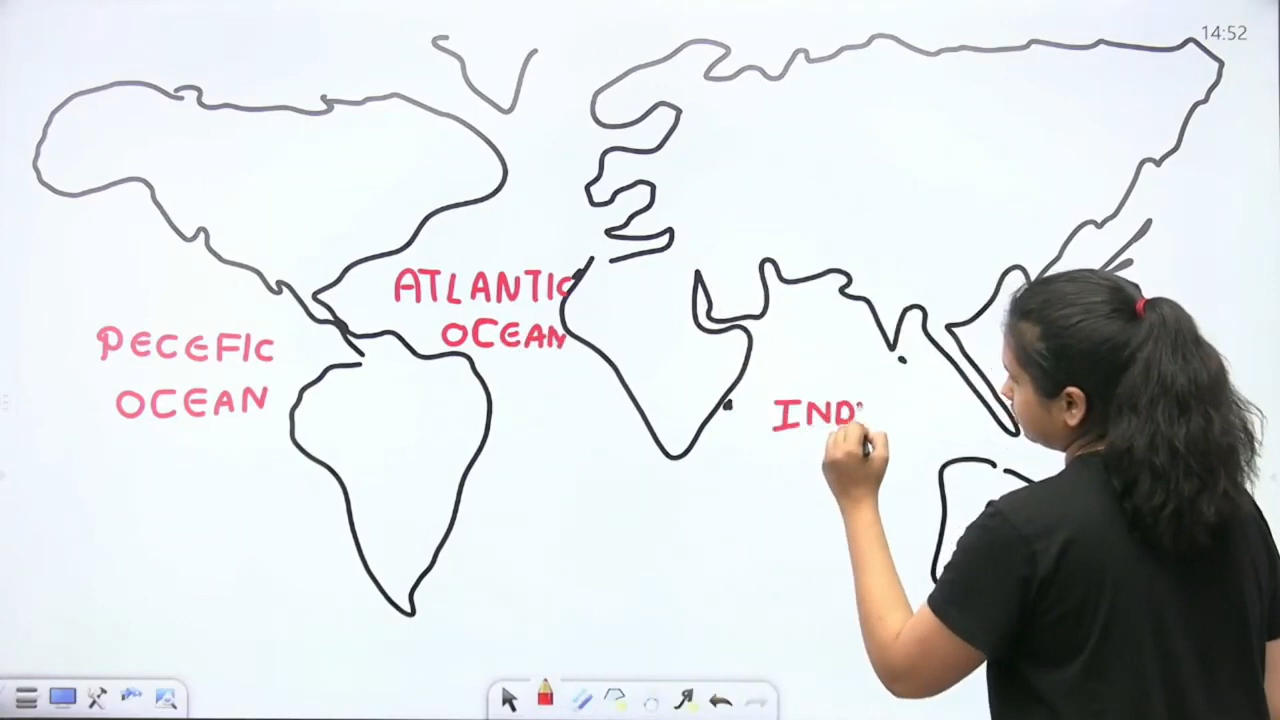 14:52
ATLANTIC
OCEAN
PECEFIC
OCEAN
IND